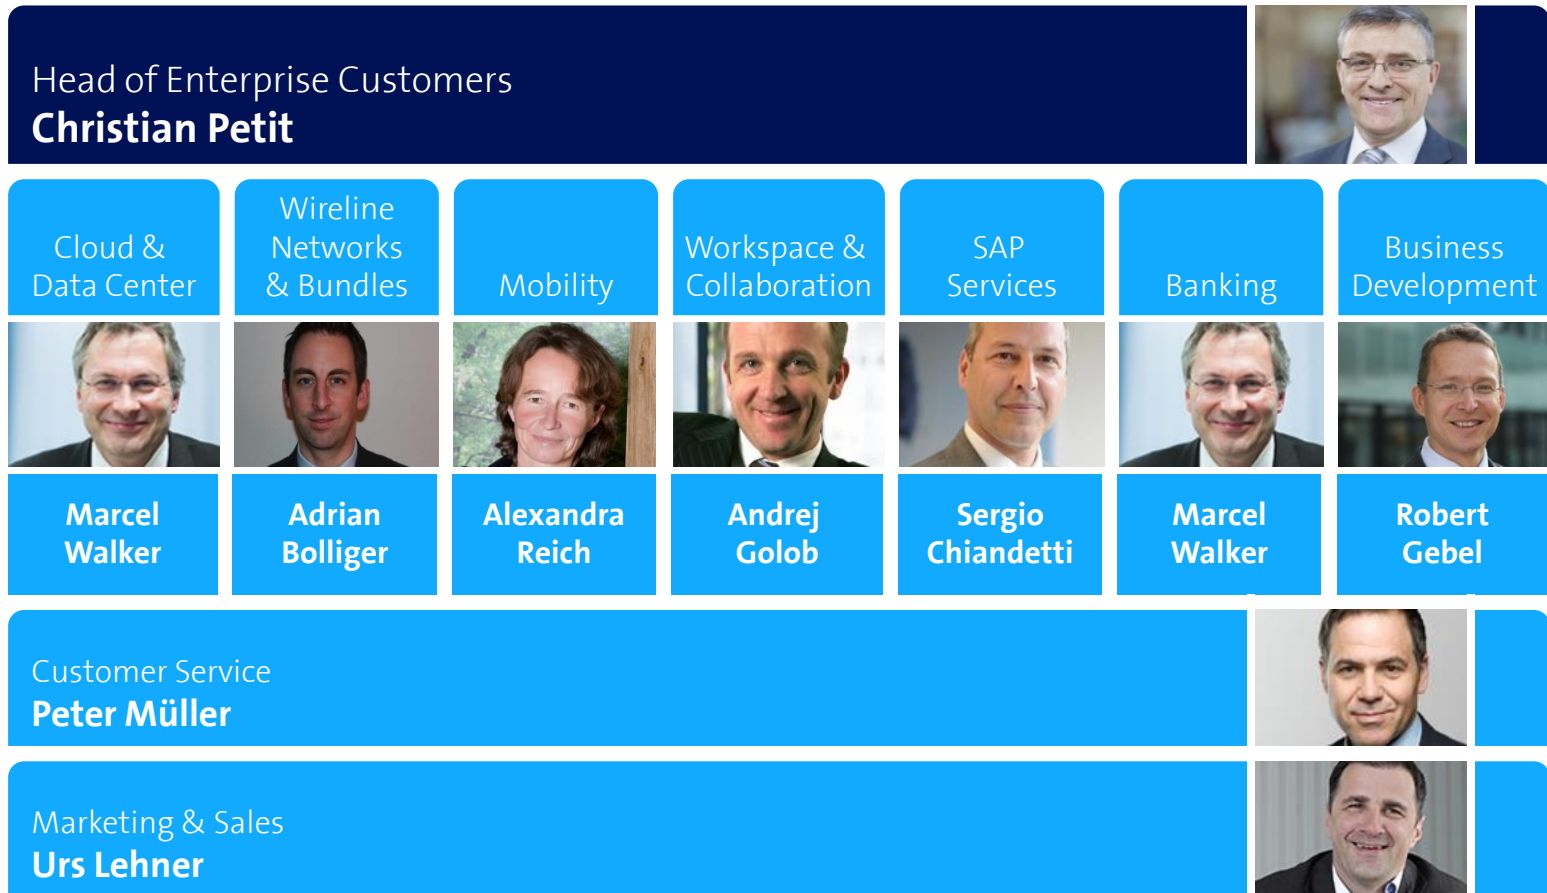 Head of Enterprise Customers
Christian Petit
Cloud &
Data Center
Wireline
Networks
& Bundles
Mobility
Workspace &
Collaboration
SAP
Services
Banking
Business
Development
Marcel
Walker
Adrian
Bolliger
Alexandra
Reich
Andrej
Golob
Sergio
Chiandetti
Marcel
Walker
Robert
Gebel
Customer Service
Peter Müller
Marketing & Sales
Urs Lehner